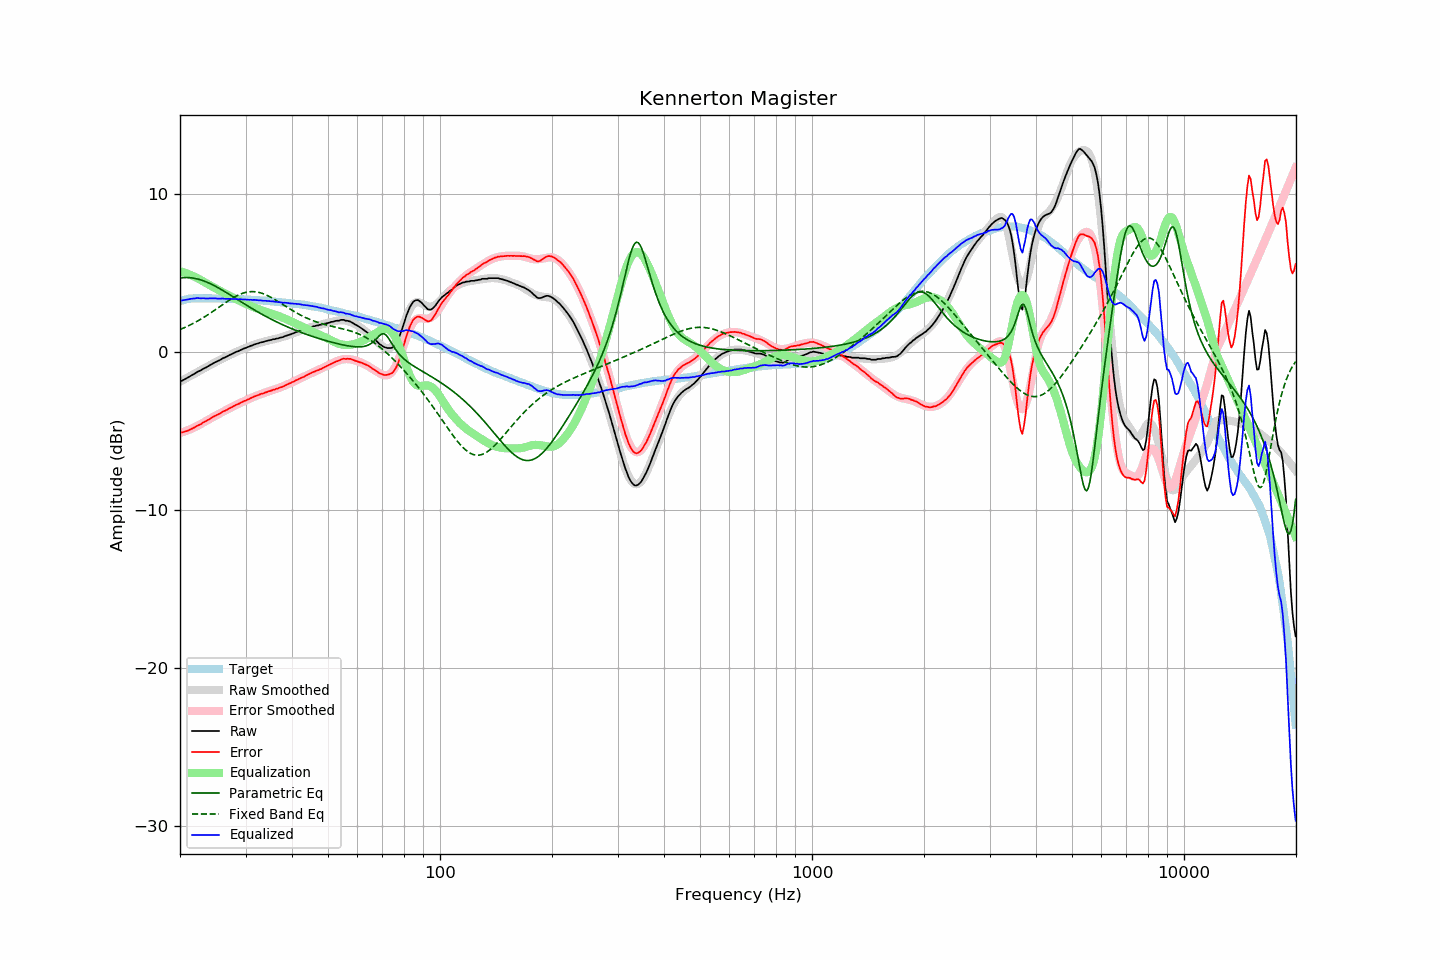 Kennerton Magister
Amplitude (dBr)
10
0
−10
−20
−30
Target
Raw Smoothed
Error Smoothed
Raw
Error
Equalization
Parametric Eq
Fixed Band Eq
Equalized
100
1000
10000
Frequency (Hz)